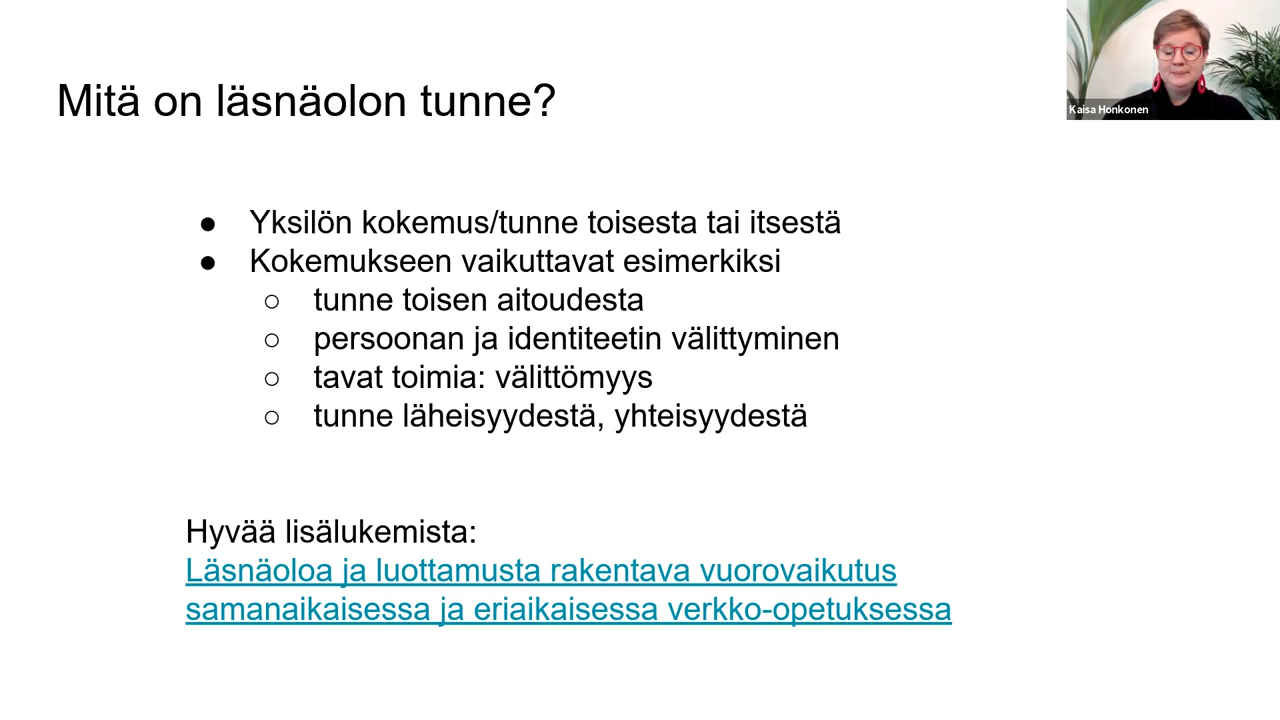 Mitä on läsnäolon tunne?
Kaisa Honkonen
● Yksilön kokemus/tunne toisesta tai itsestä
● Kokemukseen vaikuttavat esimerkiksi
○ tunne toisen aitoudesta
○ persoonan ja identiteetin välittyminen
○ tavat toimia: välittömyys
○ tunne läheisyydestä, yhteisyydestä
Hyvää lisälukemista:
Läsnäoloa ja luottamusta rakentava vuorovaikutus
samanaikaisessa ja eriaikaisessa verkko-opetuksessa